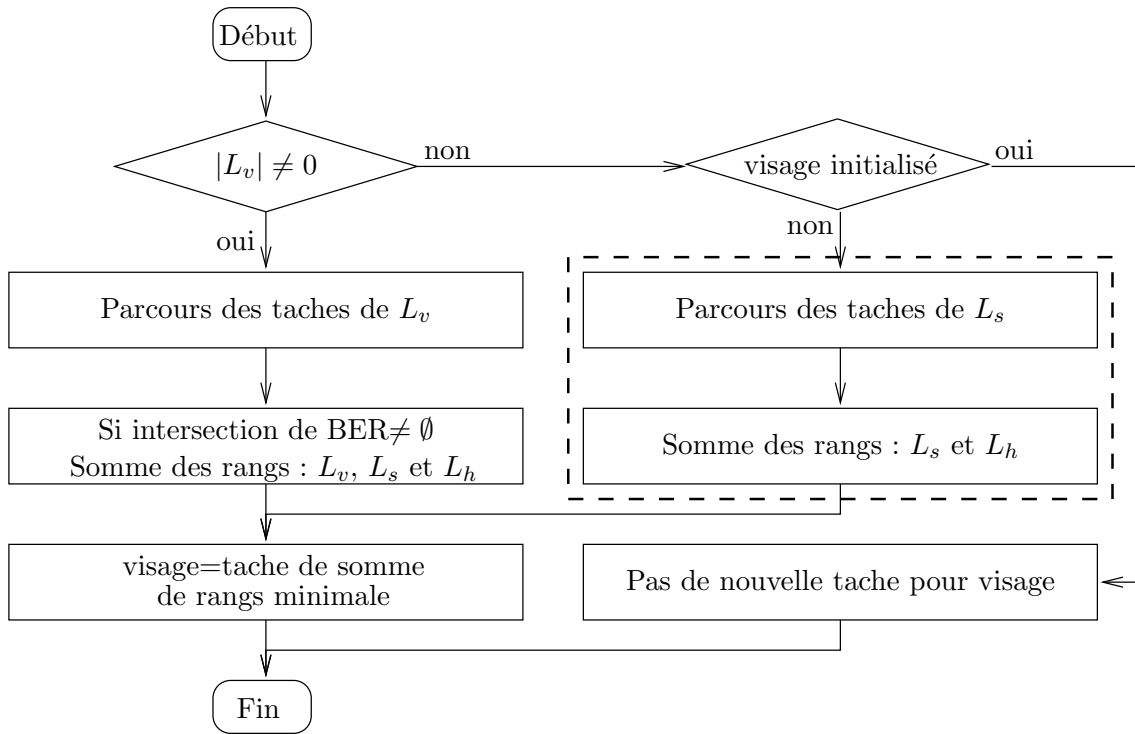 Début
|L_v| ≠ 0
non
visage initialisé
oui
oui
non
Parcours des taches de L_v
Parcours des taches de L_s
Si intersection de BER≠ ∅
Somme des rangs : L_v, L_s et L_h
Somme des rangs : L_s et L_h
visage=tache de somme
de rangs minimale
Pas de nouvelle tache pour visage
Fin